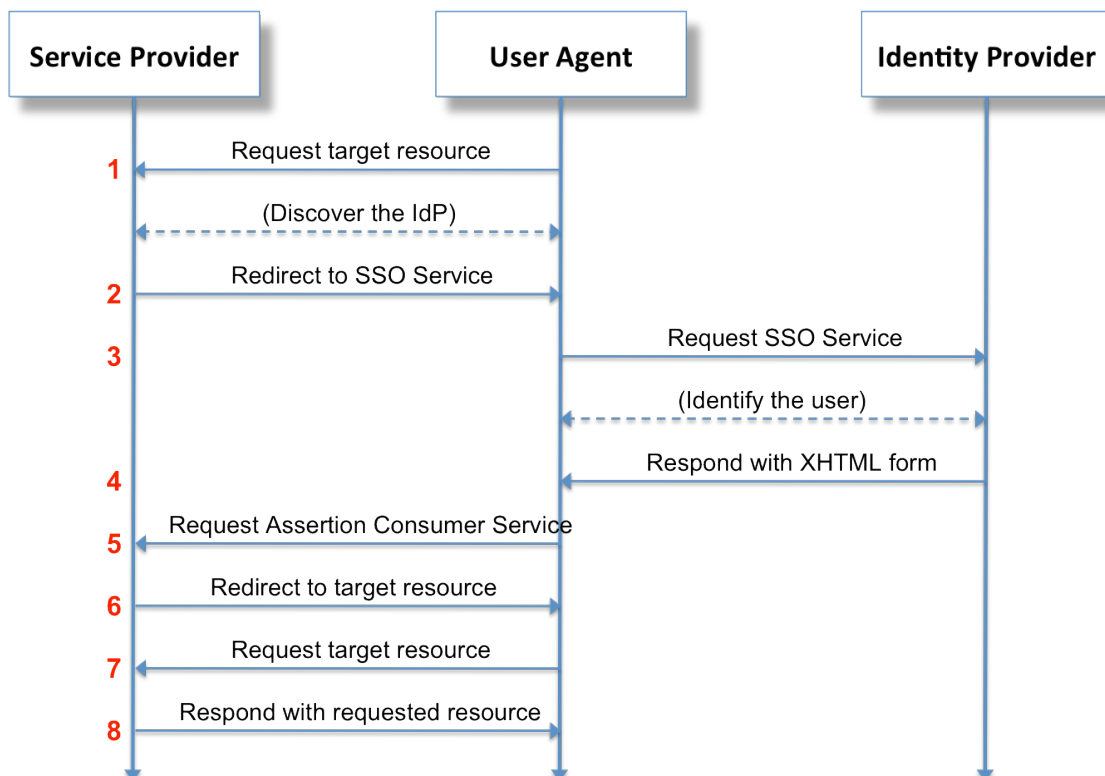 Service Provider
User Agent
Identity Provider
1
Request target resource
(Discover the IdP)
2
Redirect to SSO Service
3
Request SSO Service
(Identify the user)
4
Respond with XHTML form
5
Request Assertion Consumer Service
6
Redirect to target resource
7
Request target resource
8
Respond with requested resource